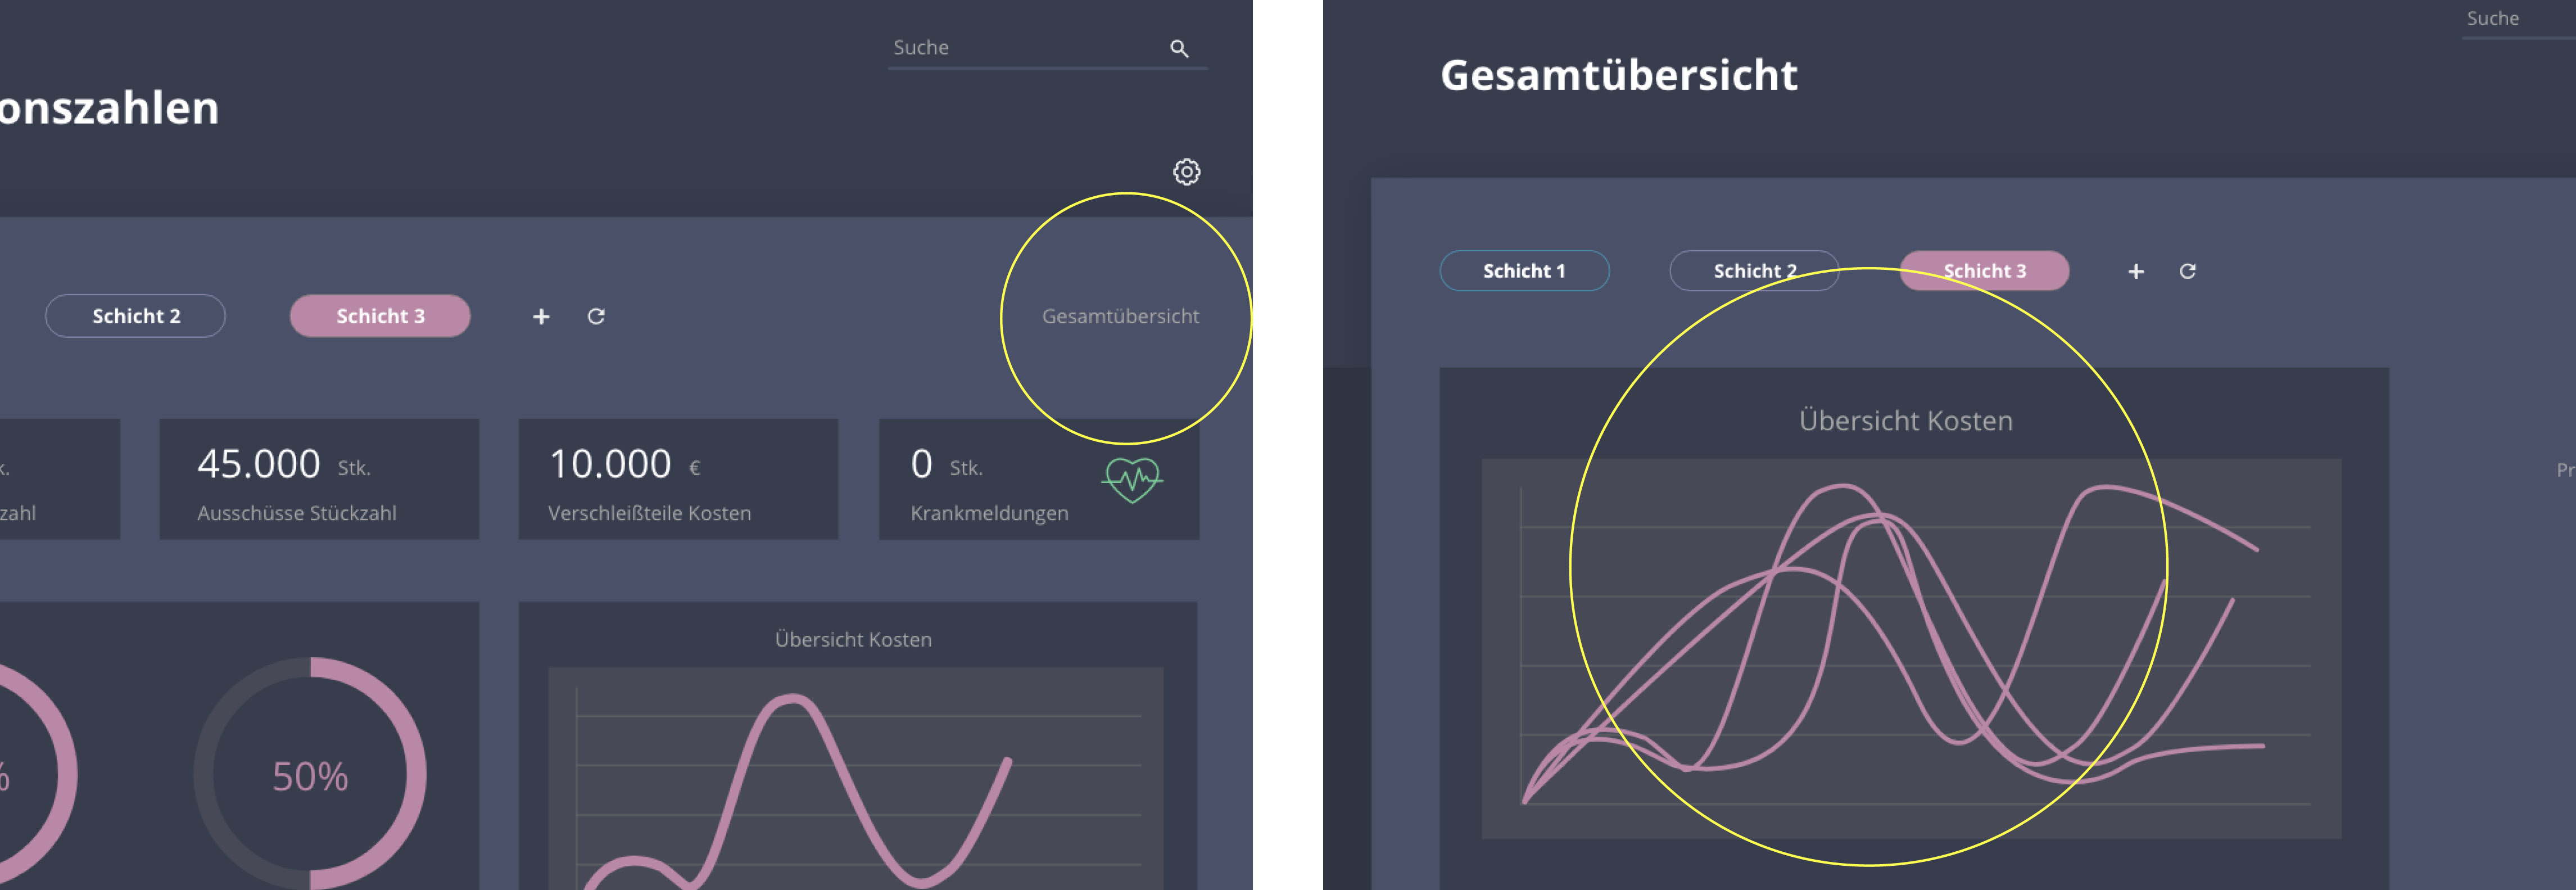 Suche
onszahlen
Schicht 2
Schicht 3
Gesamtübersicht
k.
zahl
45.000 Stk.
Ausschüsse Stückzahl
10.000 €
Verschleißteile Kosten
0 Stk.
Krankmeldungen
%
50%
Übersicht Kosten
Suche
Gesamtübersicht
Schicht 1
Schicht 2
Schicht 3
Übersicht Kosten
Pr